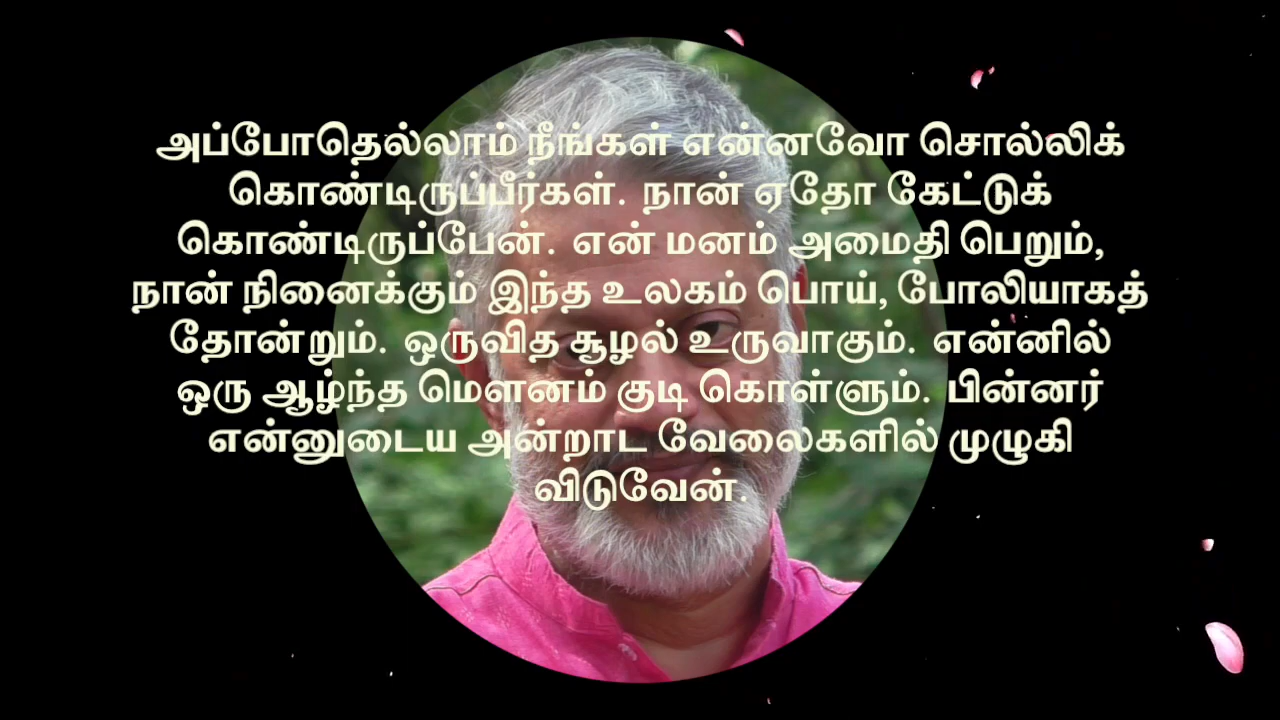 அப்போதெல்லாம் நீங்கள் என்னவோ சொல்லிக்
கொண்டிருப்பீர்கள். நான் ஏதோ கேட்டுக்
கொண்டிருப்பேன். என் மனம் அமைதி பெறும்,
நான் நினைக்கும் இந்த உலகம் பொய், போலியாகத்
தோன்றும். ஒருவித சூழல் உருவாகும். என்னில்
ஒரு ஆழ்ந்த மௌனம் குடி கொள்ளும். பின்னர்
என்னுடைய அன்றாட வேலைகளில் முழுகி
விடுவேன்.